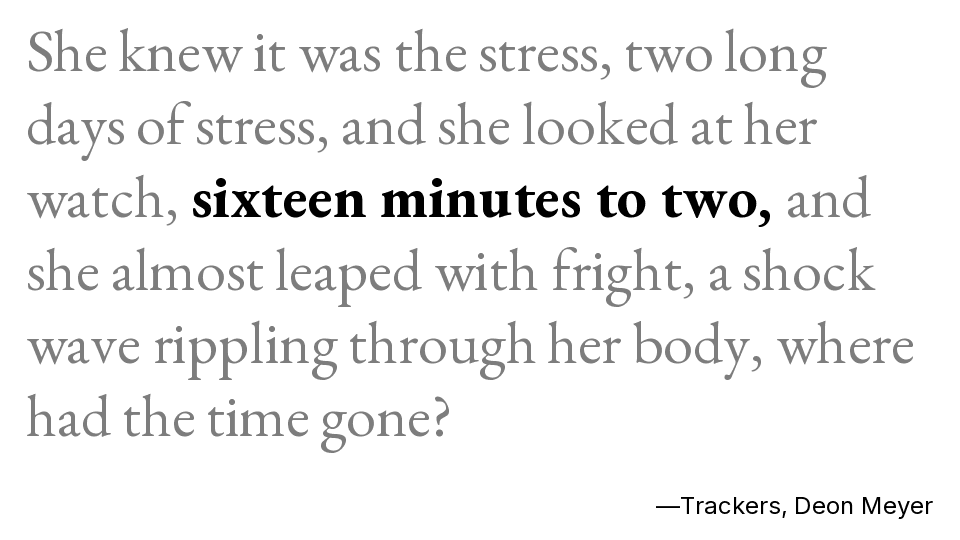 She knew it was the stress, two long
days of stress, and she looked at her
watch, sixteen minutes to two, and
she almost leaped with fright, a shock
wave rippling through her body, where
had the time gone?
—Trackers, Deon Meyer